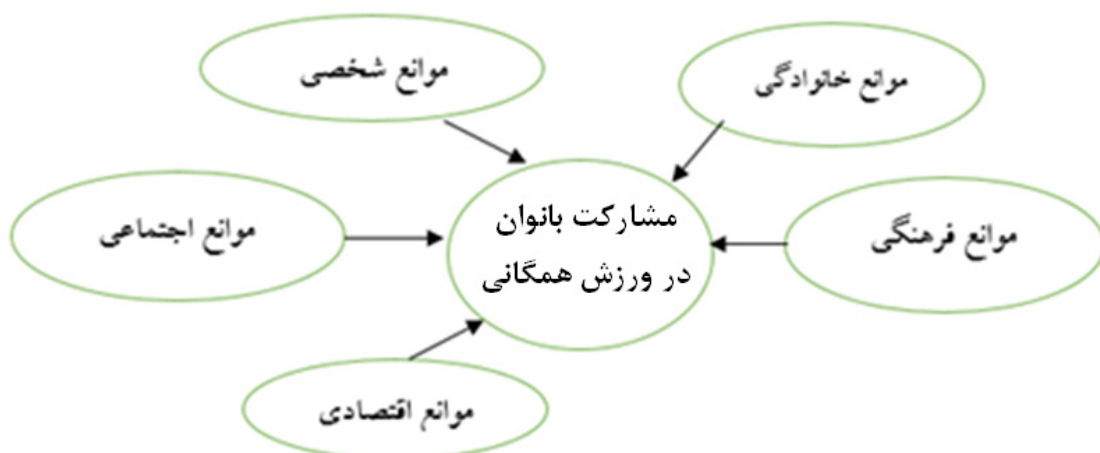 موانع خانوادگی
موانع شخصی
موانع فرهنگی
مشارکت بانوان
در ورزش همگانی
موانع اجتماعی
موانع اقتصادی